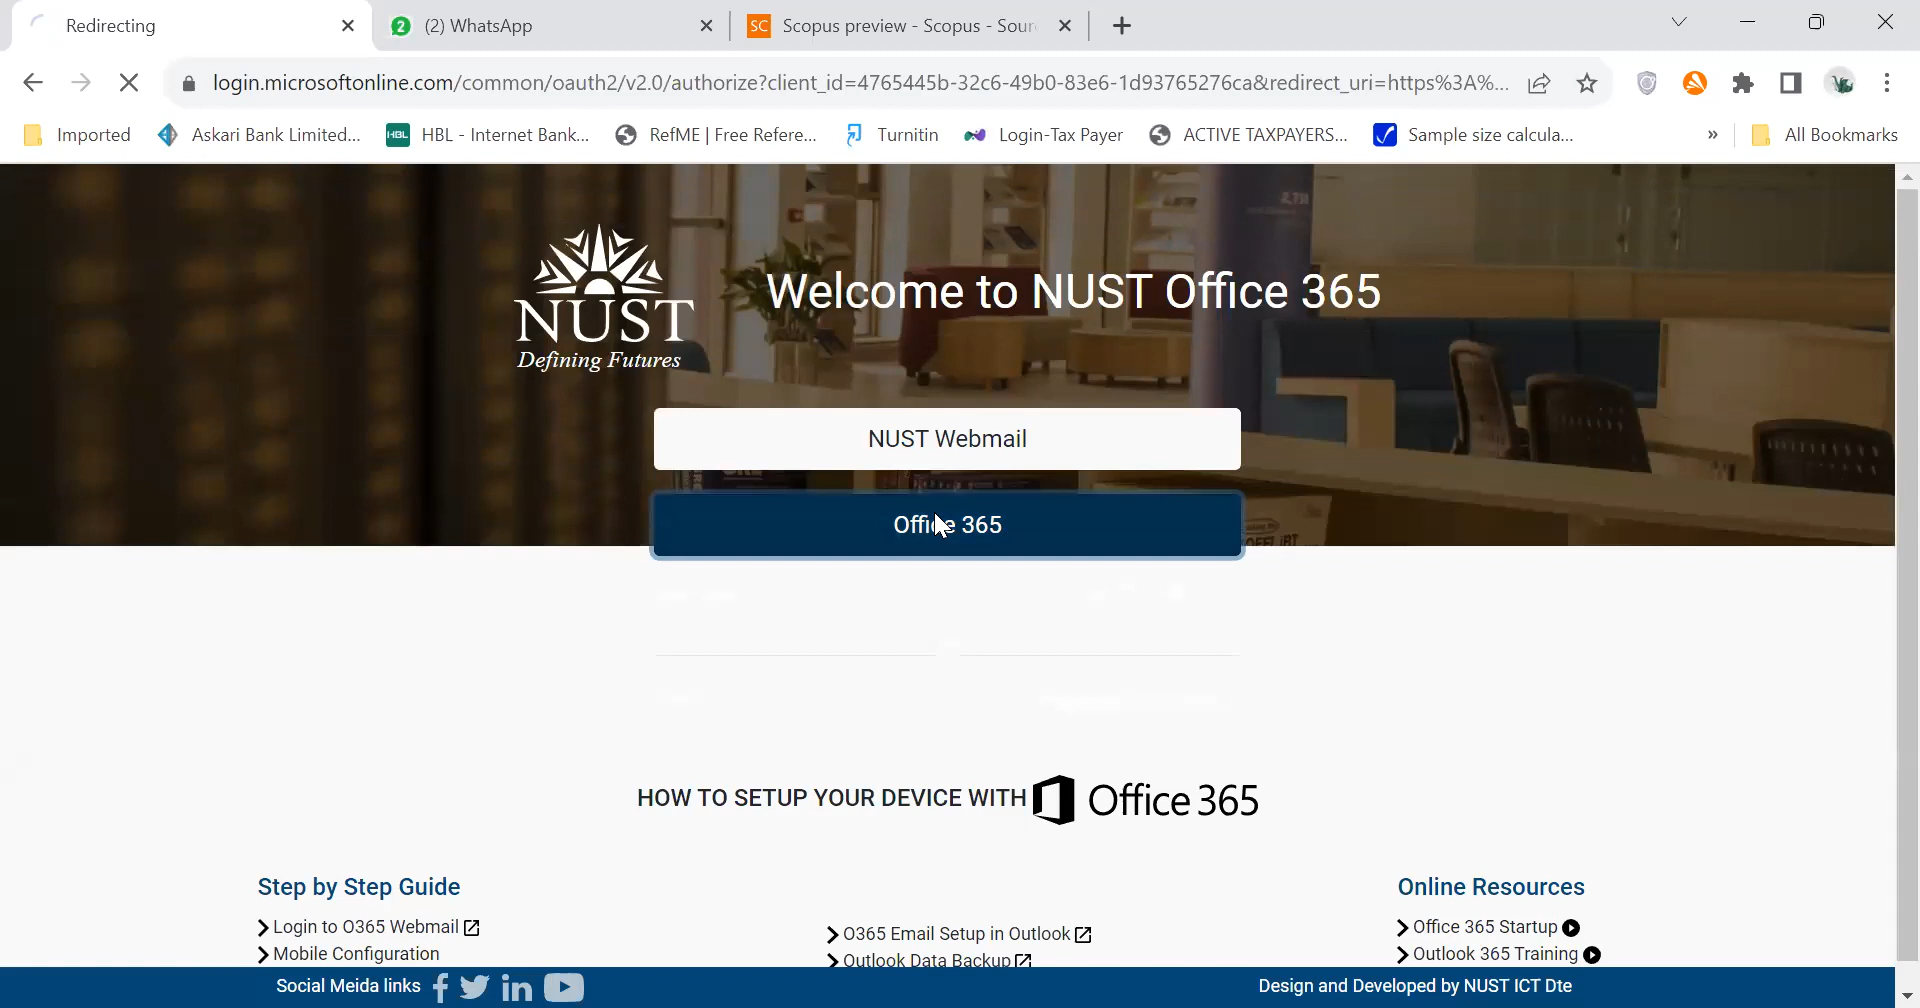 Redirecting
2 (2) WhatsApp
SC Scopus preview - Scopus - Sour
login.microsoftonline.com/common/oauth2/v2.0/authorize?client_id=4765445b-32c6-49b0-83e6-1d93765276ca&redirect_uri=https%3A%...
Imported
Askari Bank Limited...
HBL HBL - Internet Bank...
RefME | Free Refere...
Turnitin
Login-Tax Payer
ACTIVE TAXPAYERS...
Sample size calcula...
»
All Bookmarks
NUST
Defining Futures
Welcome to NUST Office 365
NUST Webmail
Office 365
HOW TO SETUP YOUR DEVICE WITH Office 365
Step by Step Guide
Login to O365 Webmail
Mobile Configuration
O365 Email Setup in Outlook
Outlook Data Backup
Online Resources
Office 365 Startup
Outlook 365 Training
Social Meida links
Design and Developed by NUST ICT Dte